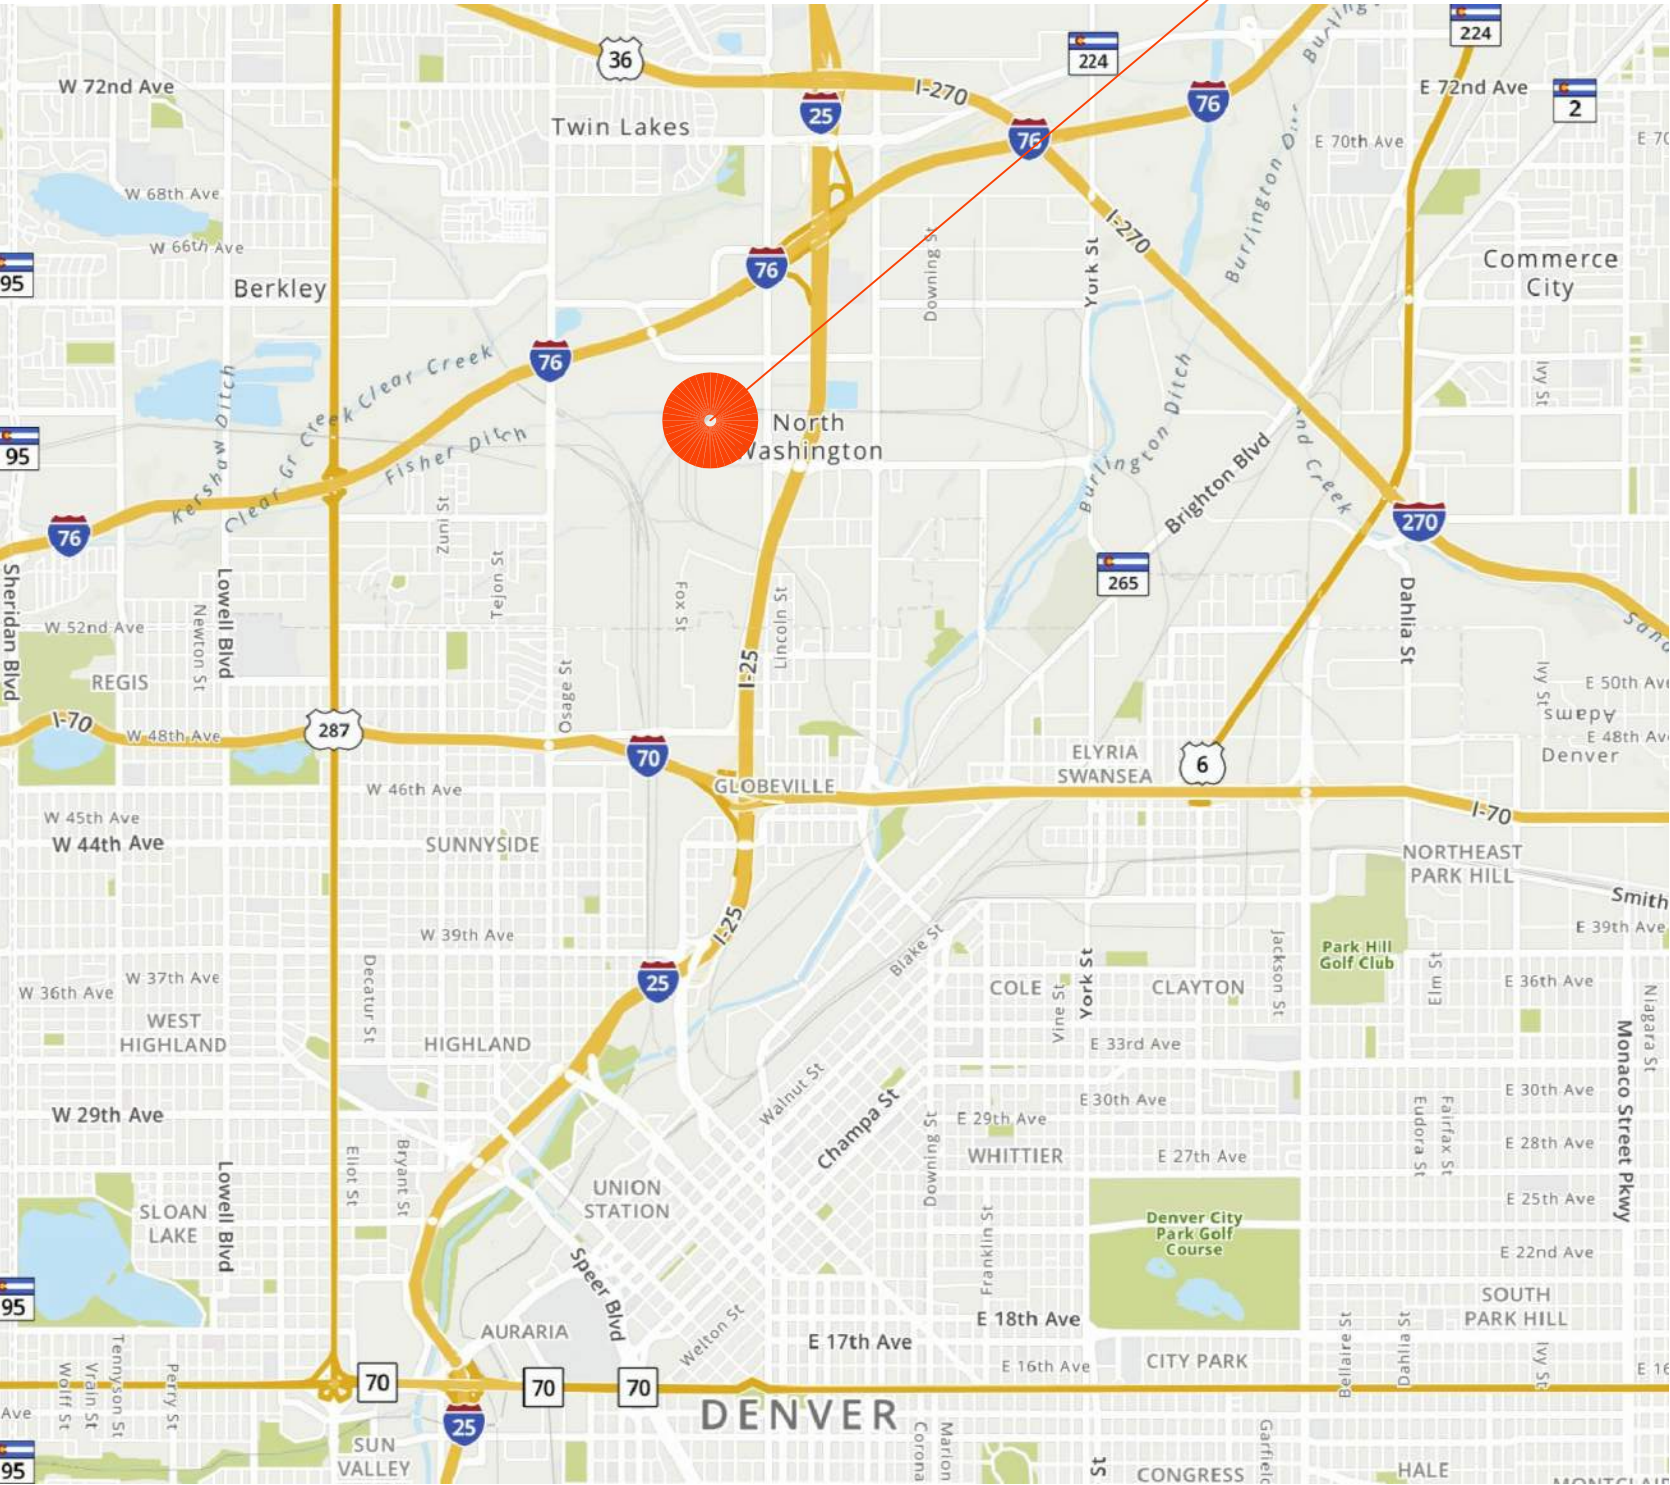 Burling
224
224
36
W 72nd Ave
I-270
76
E 72nd Ave
2
25
Twin Lakes
76
E 70th Ave
E 70
Burlington Di
W 68th Ave
I-270
W 66th Ave
Downing St
York St
95
Berkley
76
Commerce
City
Clear Creek
76
Kershaw Ditch
Clear Cr Creek
Fisher Ditch
Ivy St
North
Washington
Burlington Ditch
Brighton Blvd
and Creek
95
76
Zuni St
270
Sheridan Blvd
Lowell Blvd
Newton St
Tejon St
Fox St
Lincoln St
265
Dahlia St
W 52nd Ave
Sand
REGIS
I-25
Osage St
Ivy St
E 50th Ave
Adams
I-70
W 48th Ave
287
E 48th Ave
Denver
70
ELYRIA
SWANSEA
6
W 46th Ave
GLOBEVILLE
I-70
W 45th Ave
W 44th Ave
SUNNYSIDE
NORTHEAST
PARK HILL
Smith
W 39th Ave
I-25
Blake St
E 39th Ave
Park Hill
Golf Club
W 37th Ave
W 36th Ave
Decatur St
25
COLE
Vine St
York St
CLAYTON
Jackson St
Elm St
E 36th Ave
Niagara St
WEST
HIGHLAND
HIGHLAND
E 33rd Ave
Monaco Street Pkwy
Walnut St
Champa St
E 30th Ave
E 30th Ave
W 29th Ave
E 29th Ave
Downing St
Eudora St
Fairfax St
E 28th Ave
Eliot St
Bryant St
WHITTIER
E 27th Ave
Lowell Blvd
UNION
STATION
E 25th Ave
SLOAN
LAKE
Franklin St
Denver City
Park Golf
Course
E 22nd Ave
Speer Blvd
95
SOUTH
PARK HILL
AURARIA
Welton St
E 17th Ave
E 18th Ave
Bellaire St
Dahlia St
Ivy St
Wolff St
Vrain St
Tennyson St
Perry St
E 16th Ave
CITY PARK
E 16
70
70
70
Ave
25
DENVER
Corona
Marion
Garfield
95
SUN
VALLEY
St
CONGRESS
HALE
MONTCLAIR